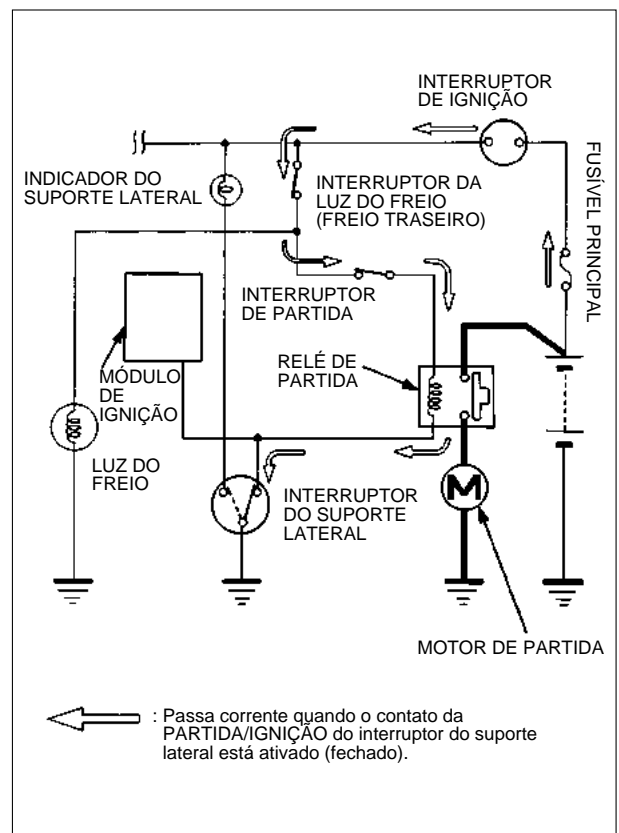 INTERRUPTOR
DE IGNIÇÃO
FUSÍVEL PRINCIPAL
INDICADOR DO
SUPORTE LATERAL
INTERRUPTOR DA
LUZ DO FREIO
(FREIO TRASEIRO)
INTERRUPTOR
DE PARTIDA
RELÉ DE
PARTIDA
MÓDULO
DE
IGNIÇÃO
LUZ DO
FREIO
INTERRUPTOR
DO SUPORTE
LATERAL
M
MOTOR DE PARTIDA
: Passa corrente quando o contato da
PARTIDA/IGNIÇÃO do interruptor do suporte
lateral está ativado (fechado).